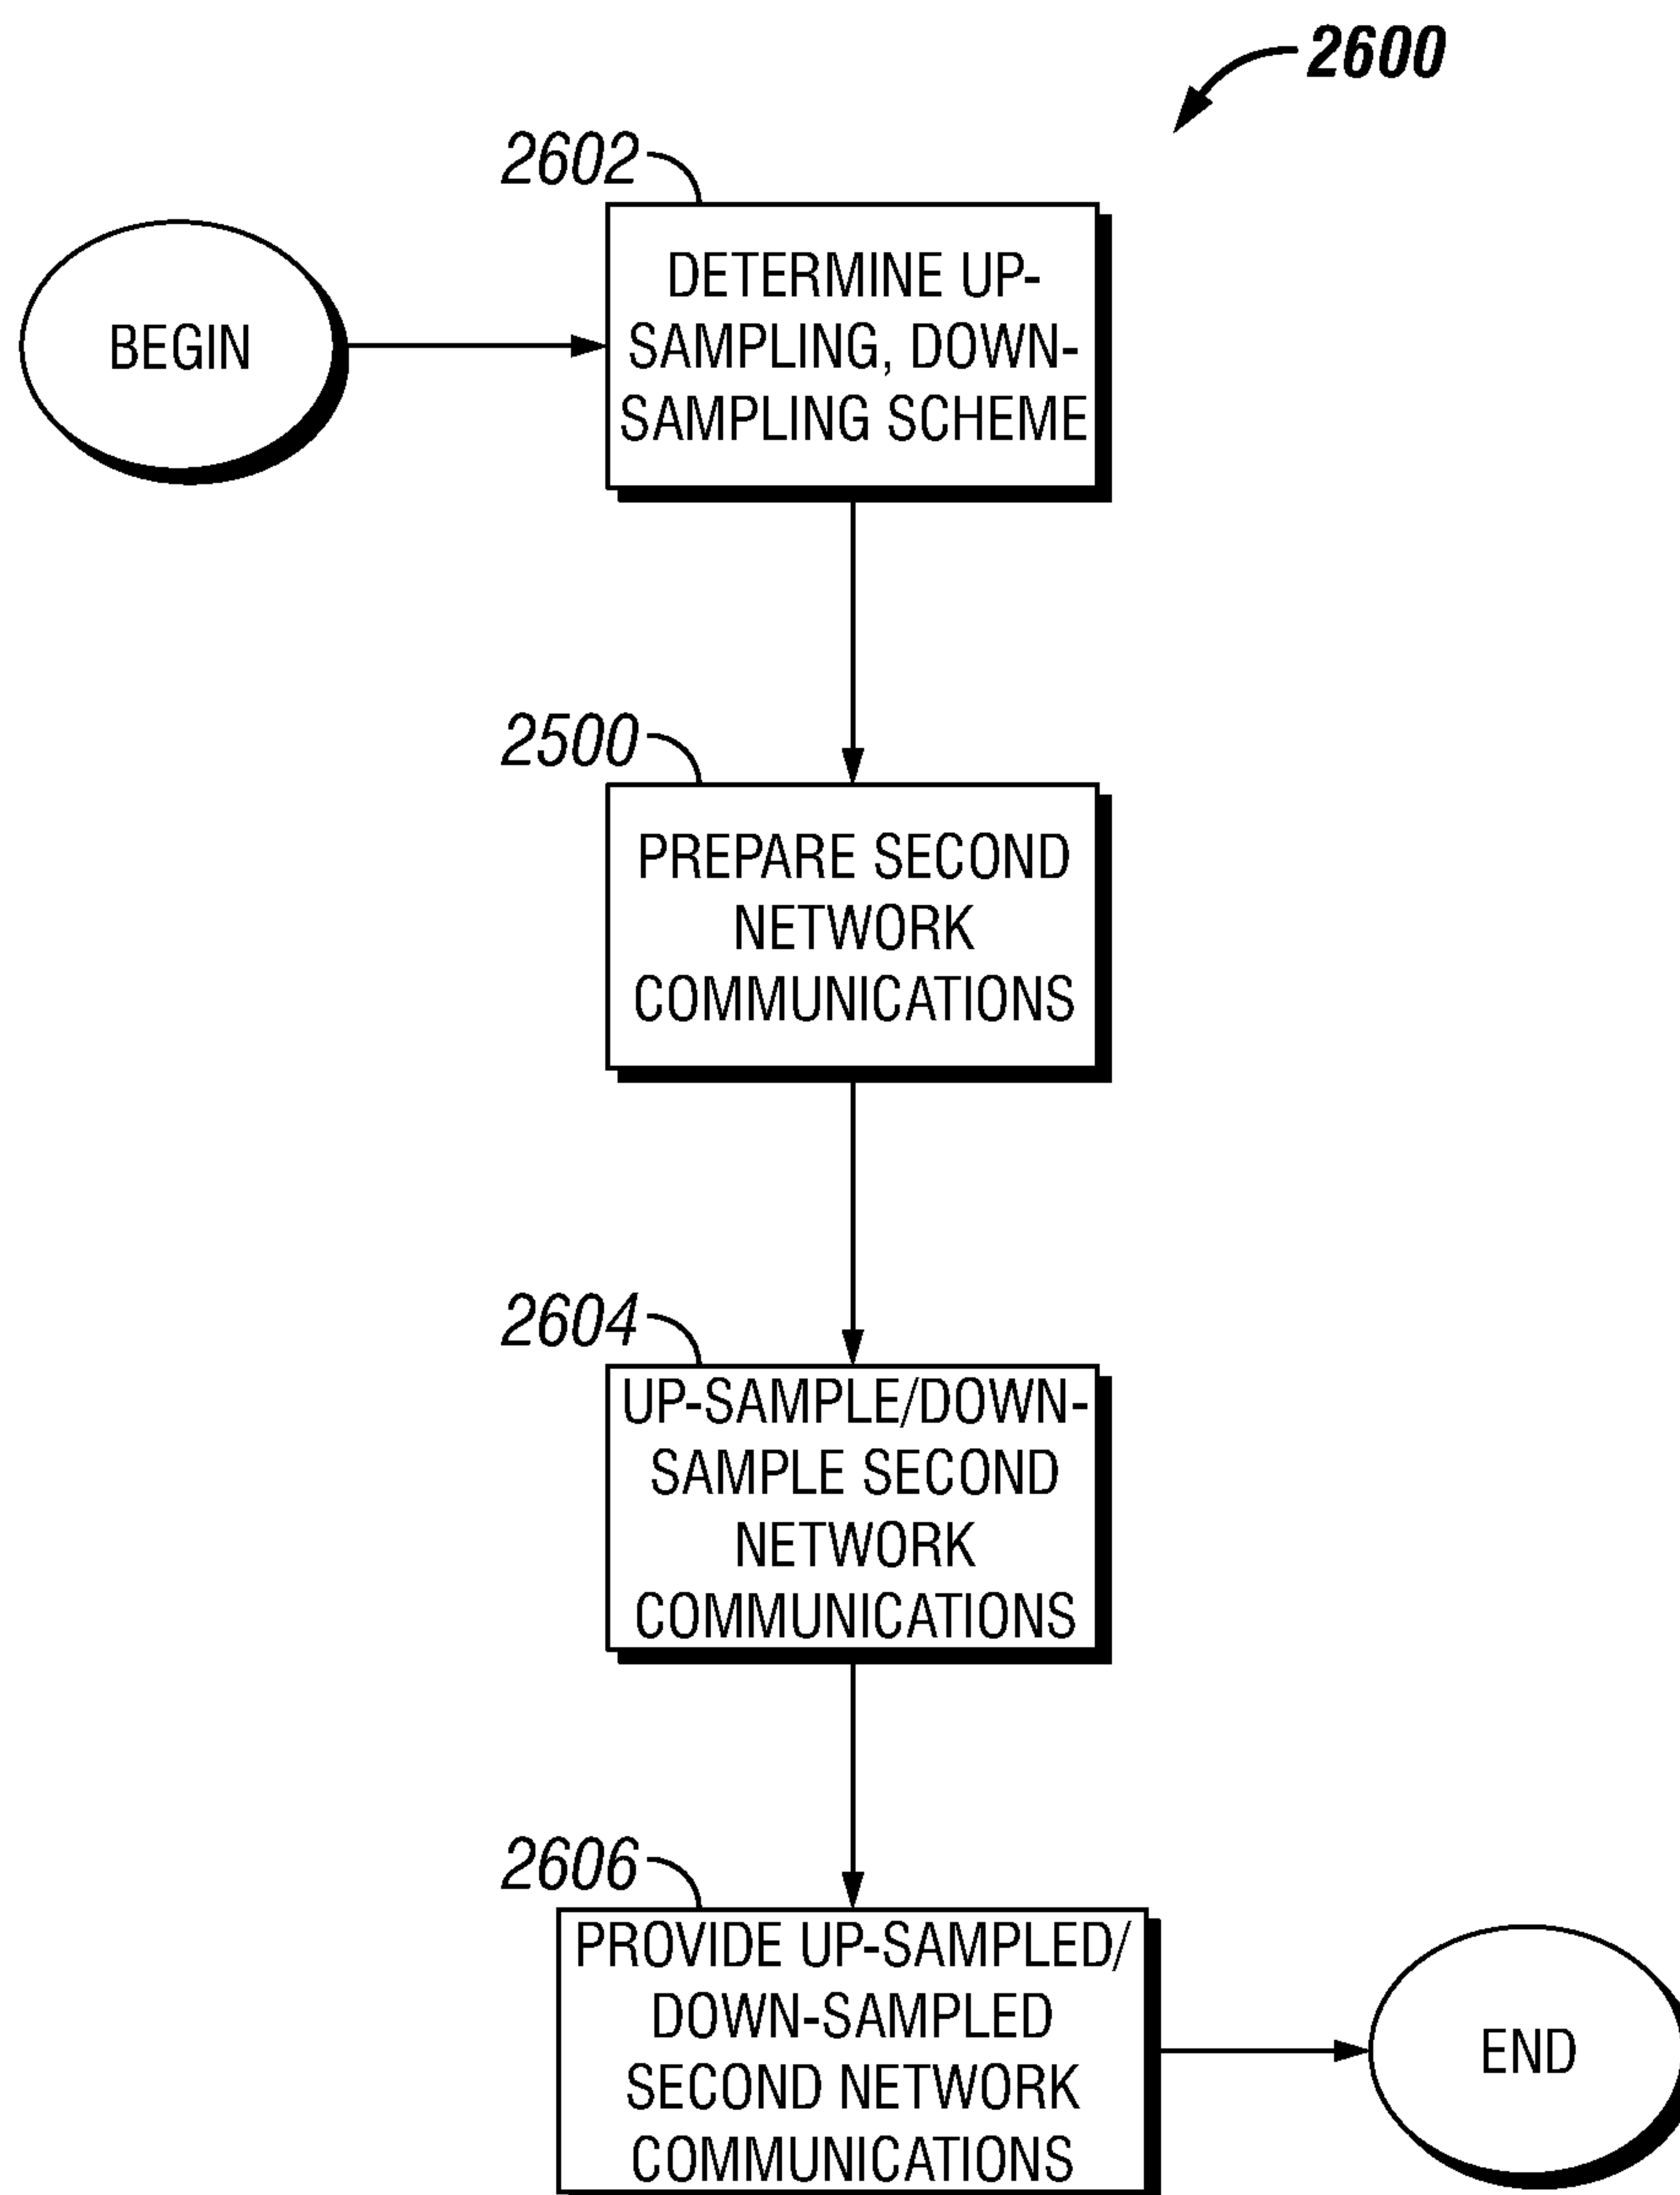 2600
2602
BEGIN
DETERMINE UP-
SAMPLING, DOWN-
SAMPLING SCHEME
2500
PREPARE SECOND
NETWORK
COMMUNICATIONS
2604
UP-SAMPLE/DOWN-
SAMPLE SECOND
NETWORK
COMMUNICATIONS
2606
PROVIDE UP-SAMPLED/
DOWN-SAMPLED
SECOND NETWORK
COMMUNICATIONS
END